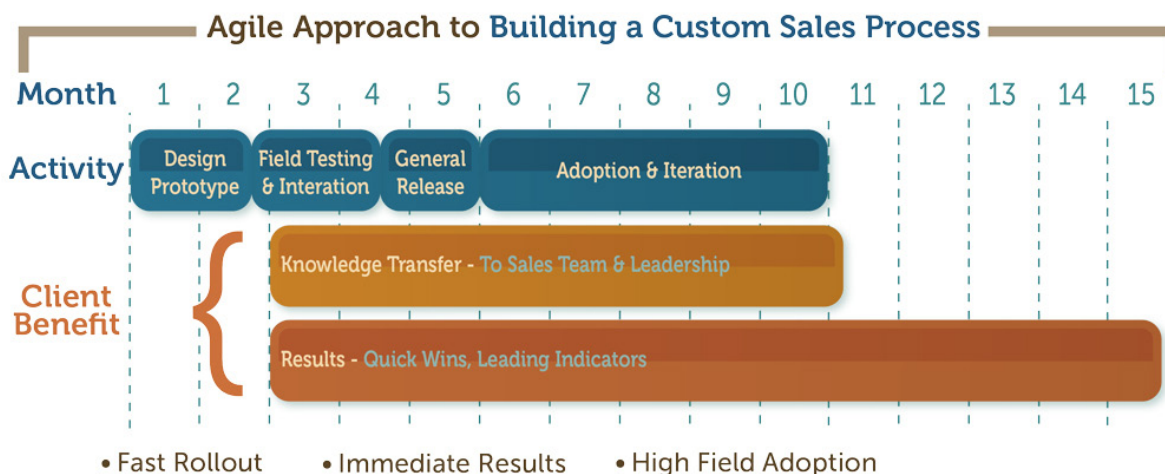 Agile Approach to Building a Custom Sales Process
Month 1 2 3 4 5 6 7 8 9 10 11 12 13 14 15
Activity
Design
Prototype
Field Testing
& Interation
General
Release
Adoption & Iteration
Client
Benefit
Knowledge Transfer - To Sales Team & Leadership
Results - Quick Wins, Leading Indicators
• Fast Rollout • Immediate Results • High Field Adoption